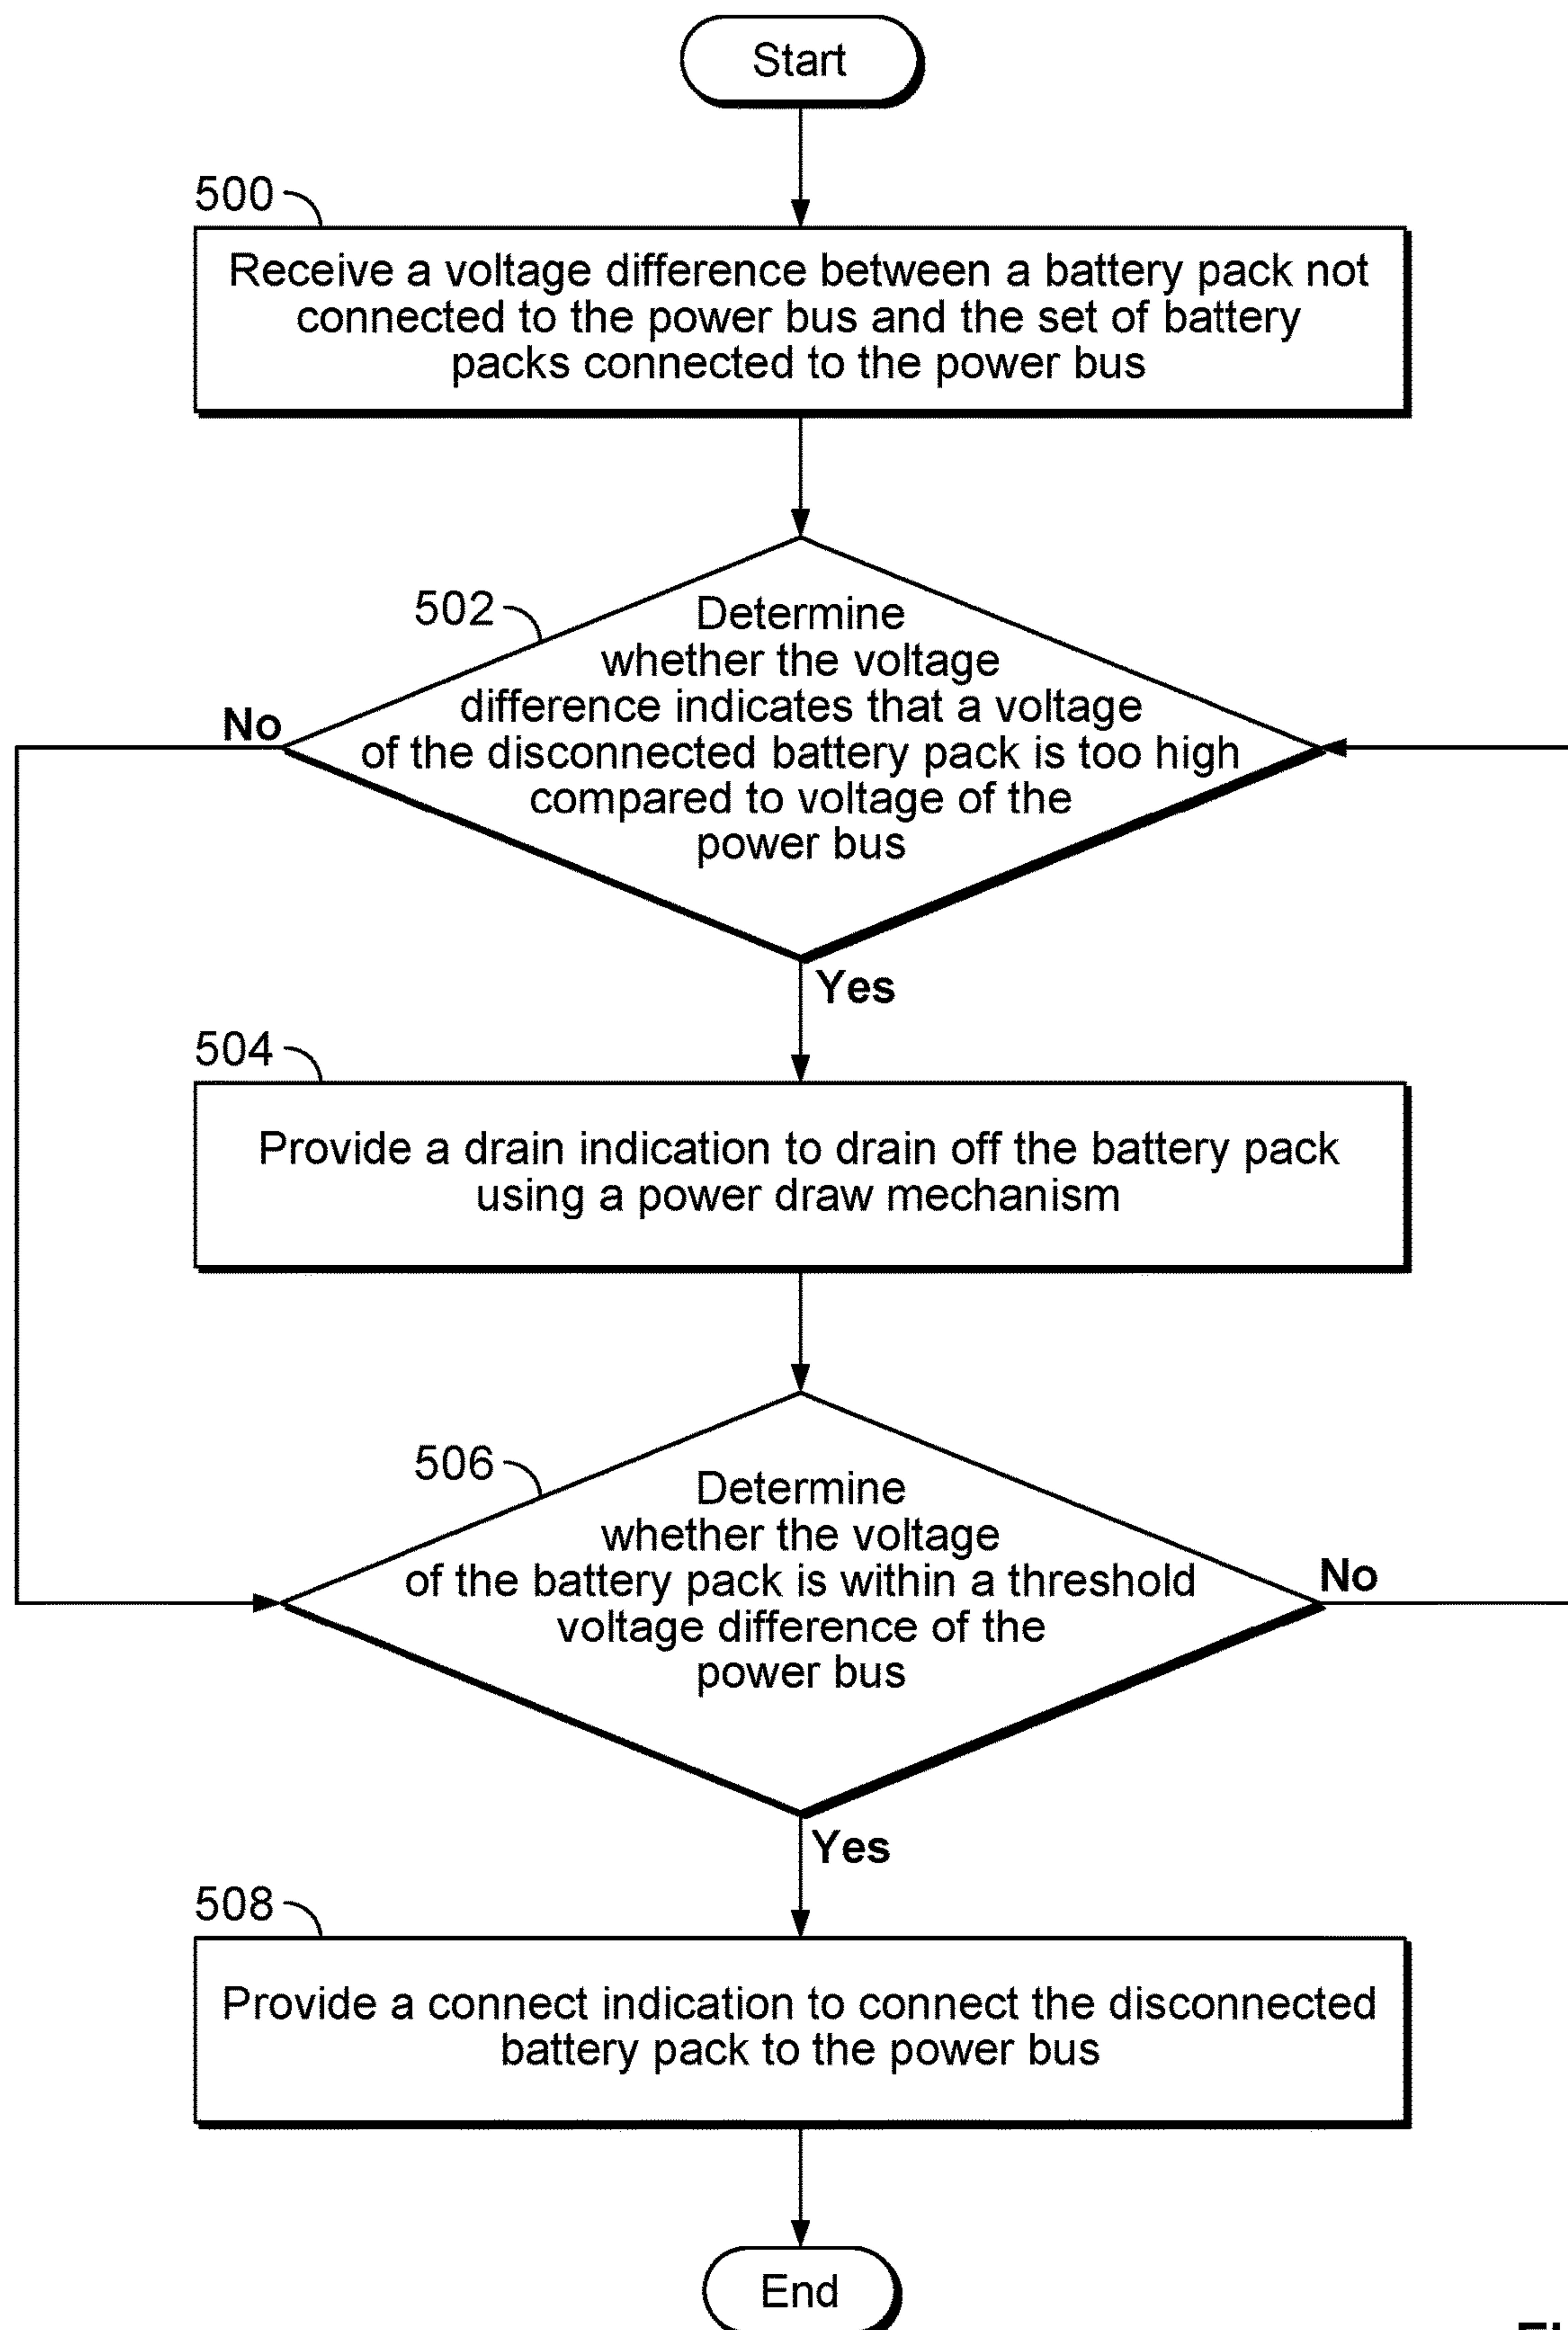 Start
500
Receive a voltage difference between a battery pack not
connected to the power bus and the set of battery
packs connected to the power bus
502
Determine
whether the voltage
difference indicates that a voltage
of the disconnected battery pack is too high
compared to voltage of the
power bus
No
Yes
504
Provide a drain indication to drain off the battery pack
using a power draw mechanism
506
Determine
whether the voltage
of the battery pack is within a threshold
voltage difference of the
power bus
No
Yes
508
Provide a connect indication to connect the disconnected
battery pack to the power bus
End